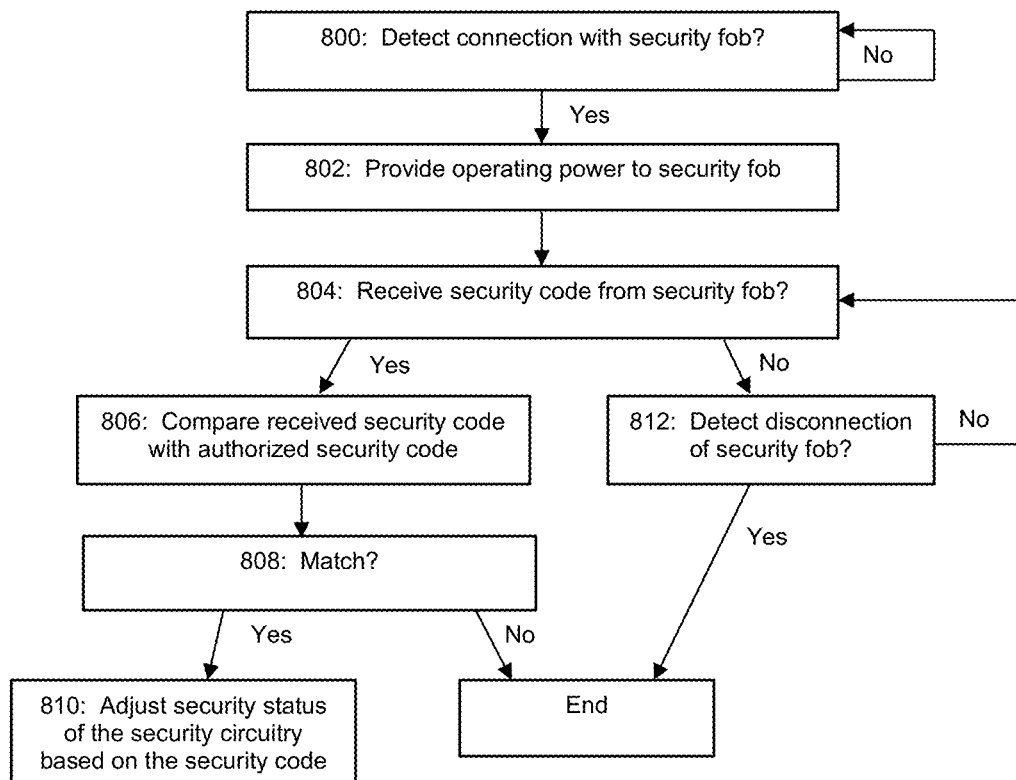 800: Detect connection with security fob?
No
Yes
802: Provide operating power to security fob
804: Receive security code from security fob?
Yes
No
806: Compare received security code
with authorized security code
812: Detect disconnection
of security fob?
No
808: Match?
Yes
Yes
No
810: Adjust security status
of the security circuitry
based on the security code
End